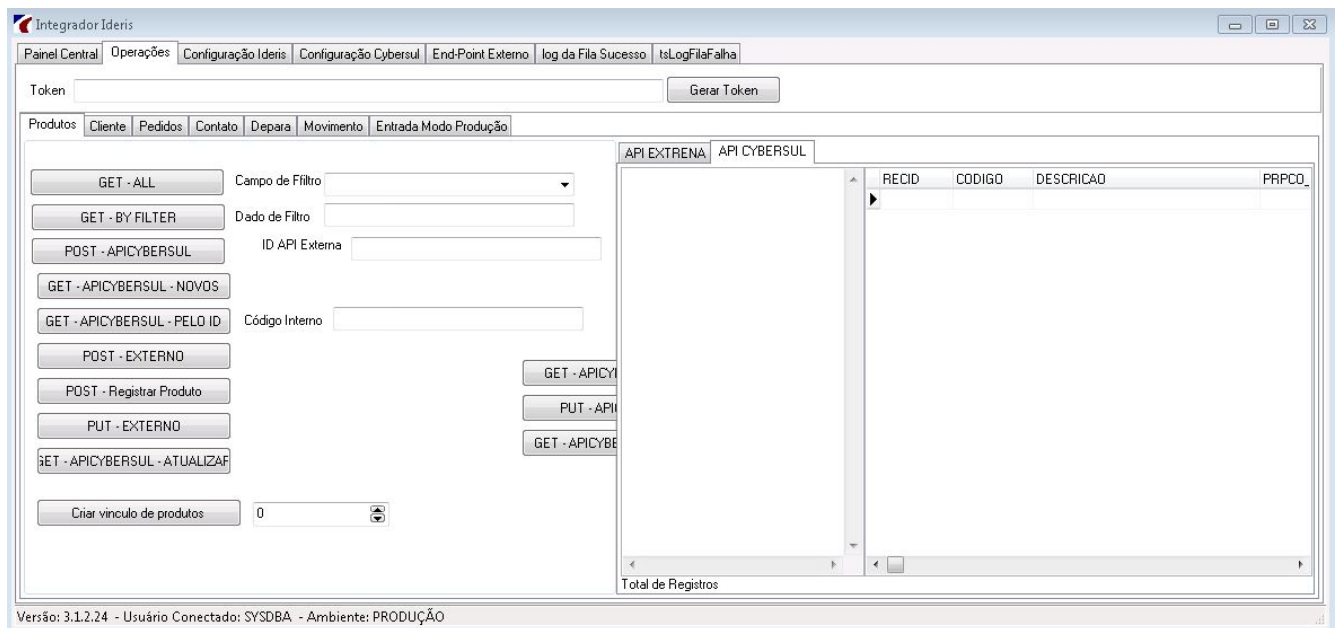 Integrador Ideris
Painel Central Operações Configuração Ideris Configuração Cybersul End-Point Externo log da Fila Sucesso tsLogFilaFalha
Token Gerar Token
Produtos Cliente Pedidos Contato Depara Movimento Entrada Modo Produção
API EXTRENA API CYBERSUL
GET - ALL Campo de Ffiltro
RECID CODIGO DESCRICAO PRPCO_
GET - BY FILTER Dado de Filtro
POST - APICYBERSUL ID API Externa
GET - APICYBERSUL - NOVOS
GET - APICYBERSUL - PELO ID Código Interno
POST - EXTERNO
GET - APICY
POST - Registrar Produto
PUT - API
PUT - EXTERNO
GET - APICYBE
GET - APICYBERSUL - ATUALIZAR
Criar vinculo de produtos 0
Total de Registros
Versão: 3.1.2.24 - Usuário Conectado: SYSDBA - Ambiente: PRODUÇÃO